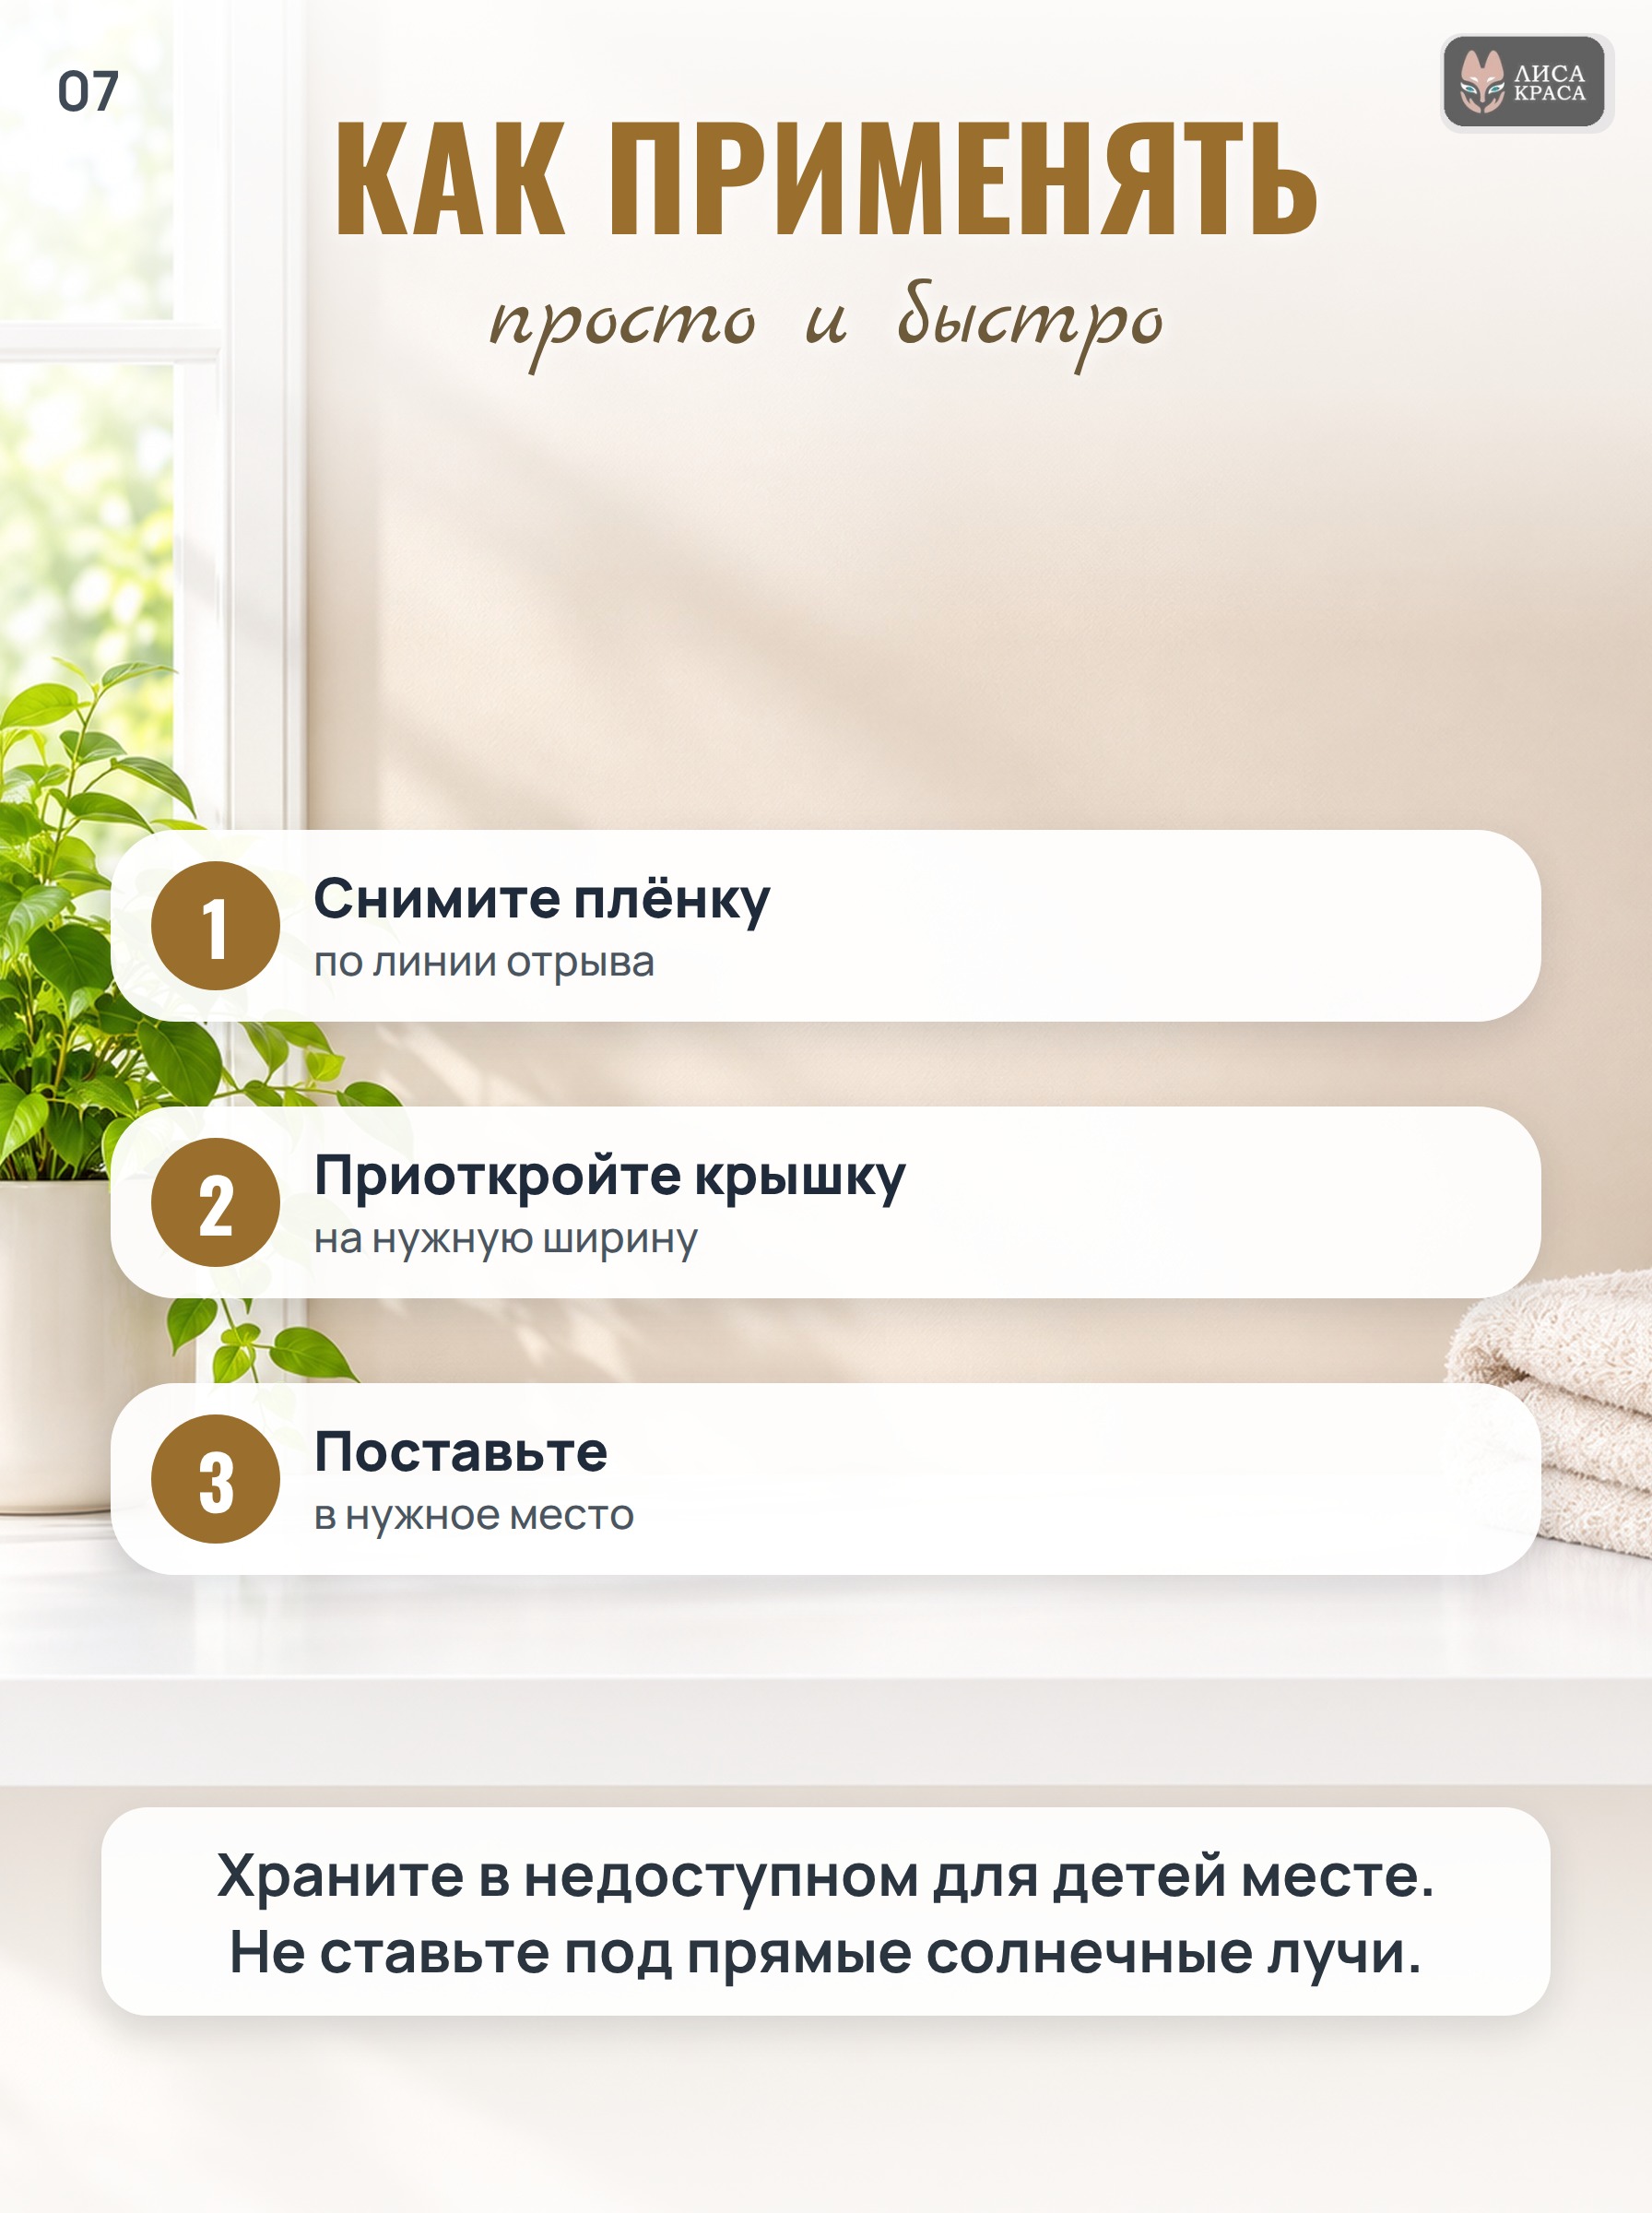 07
ЛИСА
КРАСА
КАК ПРИМЕНЯТЬ
просто и быстро
1
Снимите плёнку
по линии отрыва
2
Приоткройте крышку
на нужную ширину
3
Поставьте
в нужное место
Храните в недоступном для детей месте.
Не ставьте под прямые солнечные лучи.